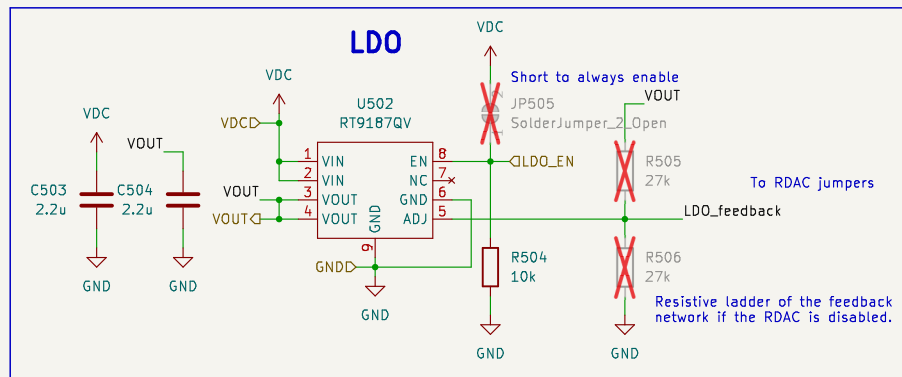 LDO
VDC
Short to always enable
JP505
SolderJumper_2_Open
VOUT
VDC
U502
RT9187QV
VDC
VDC
VOUT
C503
2.2u
C504
2.2u
GND
GND
1 VIN
2 VIN
3 VOUT
4 VOUT
EN 8
NC 7
GND 6
ADJ 5
GND
9
VOUT
VOUT
GND
GND
LDO_EN
R504
10k
GND
R505
27k
To RDAC jumpers
LDO_feedback
R506
27k
Resistive ladder of the feedback
network if the RDAC is disabled.
GND